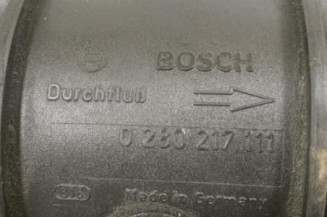 BOSCH
Durchfluß
0 280 217 111
Made in Germany